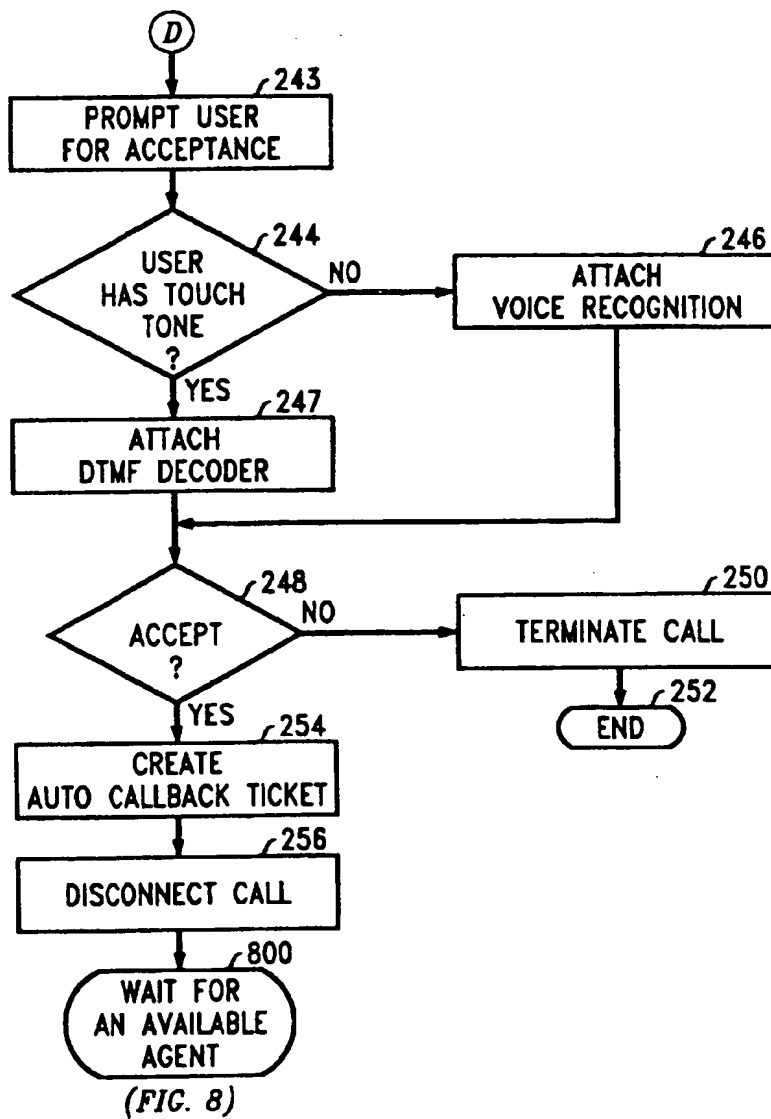 D
243
PROMPT USER
FOR ACCEPTANCE
244
USER
HAS TOUCH
TONE
?
NO
246
ATTACH
VOICE RECOGNITION
YES
247
ATTACH
DTMF DECODER
248
ACCEPT
?
NO
250
TERMINATE CALL
252
END
YES
254
CREATE
AUTO CALLBACK TICKET
256
DISCONNECT CALL
800
WAIT FOR
AN AVAILABLE
AGENT
(FIG. 8)